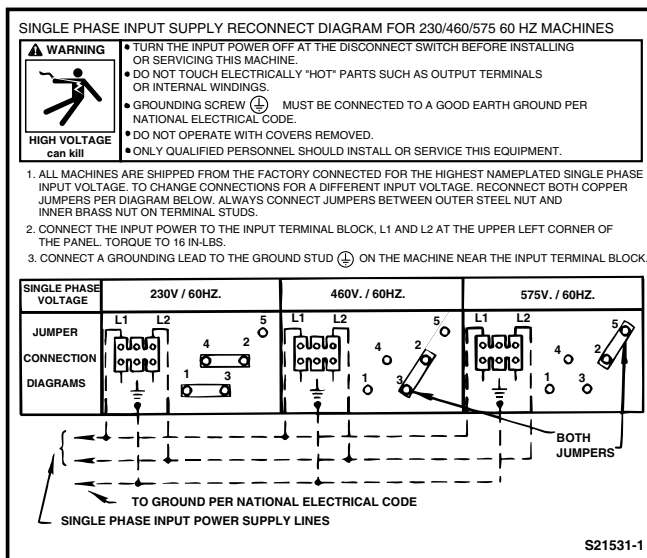 SINGLE PHASE INPUT SUPPLY RECONNECT DIAGRAM FOR 230/460/575 60 HZ MACHINES
WARNING
HIGH VOLTAGE
can kill
• TURN THE INPUT POWER OFF AT THE DISCONNECT SWITCH BEFORE INSTALLING
OR SERVICING THIS MACHINE.
• DO NOT TOUCH ELECTRICALLY "HOT" PARTS SUCH AS OUTPUT TERMINALS
OR INTERNAL WINDINGS.
• GROUNDING SCREW MUST BE CONNECTED TO A GOOD EARTH GROUND PER
NATIONAL ELECTRICAL CODE.
• DO NOT OPERATE WITH COVERS REMOVED.
• ONLY QUALIFIED PERSONNEL SHOULD INSTALL OR SERVICE THIS EQUIPMENT.
1. ALL MACHINES ARE SHIPPED FROM THE FACTORY CONNECTED FOR THE HIGHEST NAMEPLATED SINGLE PHASE
INPUT VOLTAGE. TO CHANGE CONNECTIONS FOR A DIFFERENT INPUT VOLTAGE. RECONNECT BOTH COPPER
JUMPERS PER DIAGRAM BELOW. ALWAYS CONNECT JUMPERS BETWEEN OUTER STEEL NUT AND
INNER BRASS NUT ON TERMINAL STUDS.
2. CONNECT THE INPUT POWER TO THE INPUT TERMINAL BLOCK, L1 AND L2 AT THE UPPER LEFT CORNER OF
THE PANEL. TORQUE TO 16 IN-LBS.
3. CONNECT A GROUNDING LEAD TO THE GROUND STUD ON THE MACHINE NEAR THE INPUT TERMINAL BLOCK.
SINGLE PHASE
VOLTAGE
230V / 60HZ.
460V. / 60HZ.
575V. / 60HZ.
JUMPER
CONNECTION
DIAGRAMS
L1 L2 5
4 2
1 3
L1 L2 5
4 2
1 3
L1 L2 5
4 2
1 3
BOTH
JUMPERS
TO GROUND PER NATIONAL ELECTRICAL CODE
SINGLE PHASE INPUT POWER SUPPLY LINES
S21531-1